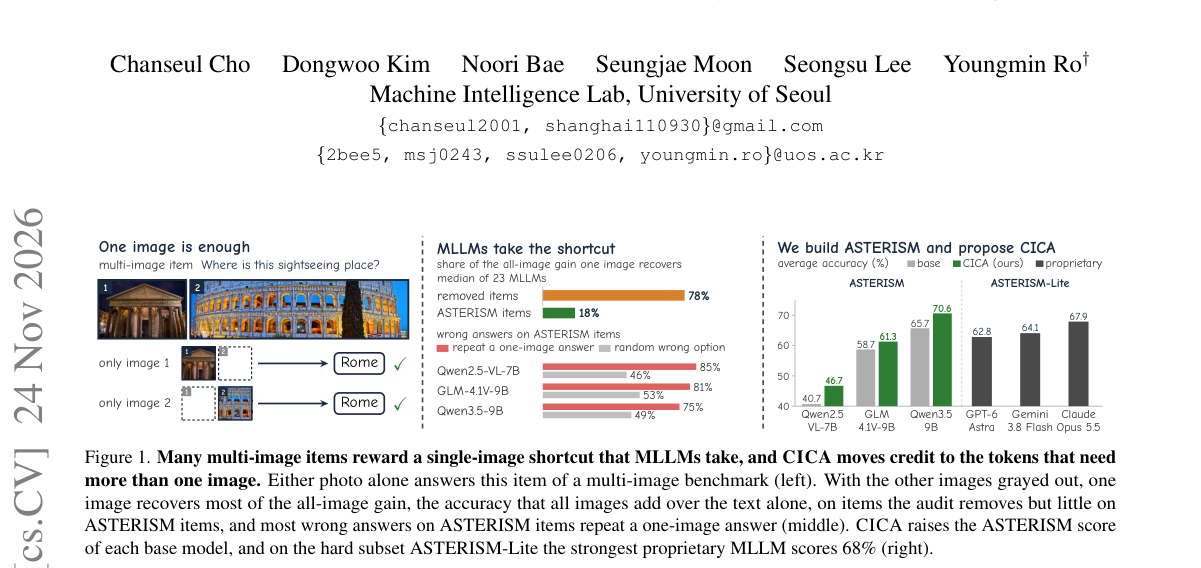 Chanseul Cho Dongwoo Kim Noori Bae Seungjae Moon Seongsu Lee Youngmin Ro†
Machine Intelligence Lab, University of Seoul
{chanseul2001, shanghai110930}@gmail.com
{2bee5, msj0243, ssulee0206, youngmin.ro}@uos.ac.kr
[cs.CV] 24 Nov 2026
One image is enough
multi-image item Where is this sightseeing place?
1 2
only image 1 1 2 Rome ✓
only image 2 1 2 Rome ✓
MLLMs take the shortcut
share of the all-image gain one image recovers
median of 23 MLLMs
removed items 78%
ASTERISM items 18%
wrong answers on ASTERISM items
repeat a one-image answer random wrong option
Qwen2.5-VL-7B 85%
46%
GLM-4.1V-9B 81%
53%
Qwen3.5-9B 75%
49%
We build ASTERISM and propose CICA
average accuracy (%) base CICA (ours) proprietary
ASTERISM ASTERISM-Lite
70
60
50
40
40.7 46.7 58.7 61.3 65.7 70.6 62.8 64.1 67.9
Qwen2.5 GLM Qwen3.5 GPT-6 Gemini Claude
VL-7B 4.1V-9B 9B Astra 3.8 Flash Opus 5.5
Figure 1. Many multi-image items reward a single-image shortcut that MLLMs take, and CICA moves credit to the tokens that need
more than one image. Either photo alone answers this item of a multi-image benchmark (left). With the other images grayed out, one
image recovers most of the all-image gain, the accuracy that all images add over the text alone, on items the audit removes but little on
ASTERISM items, and most wrong answers on ASTERISM items repeat a one-image answer (middle). CICA raises the ASTERISM score
of each base model, and on the hard subset ASTERISM-Lite the strongest proprietary MLLM scores 68% (right).